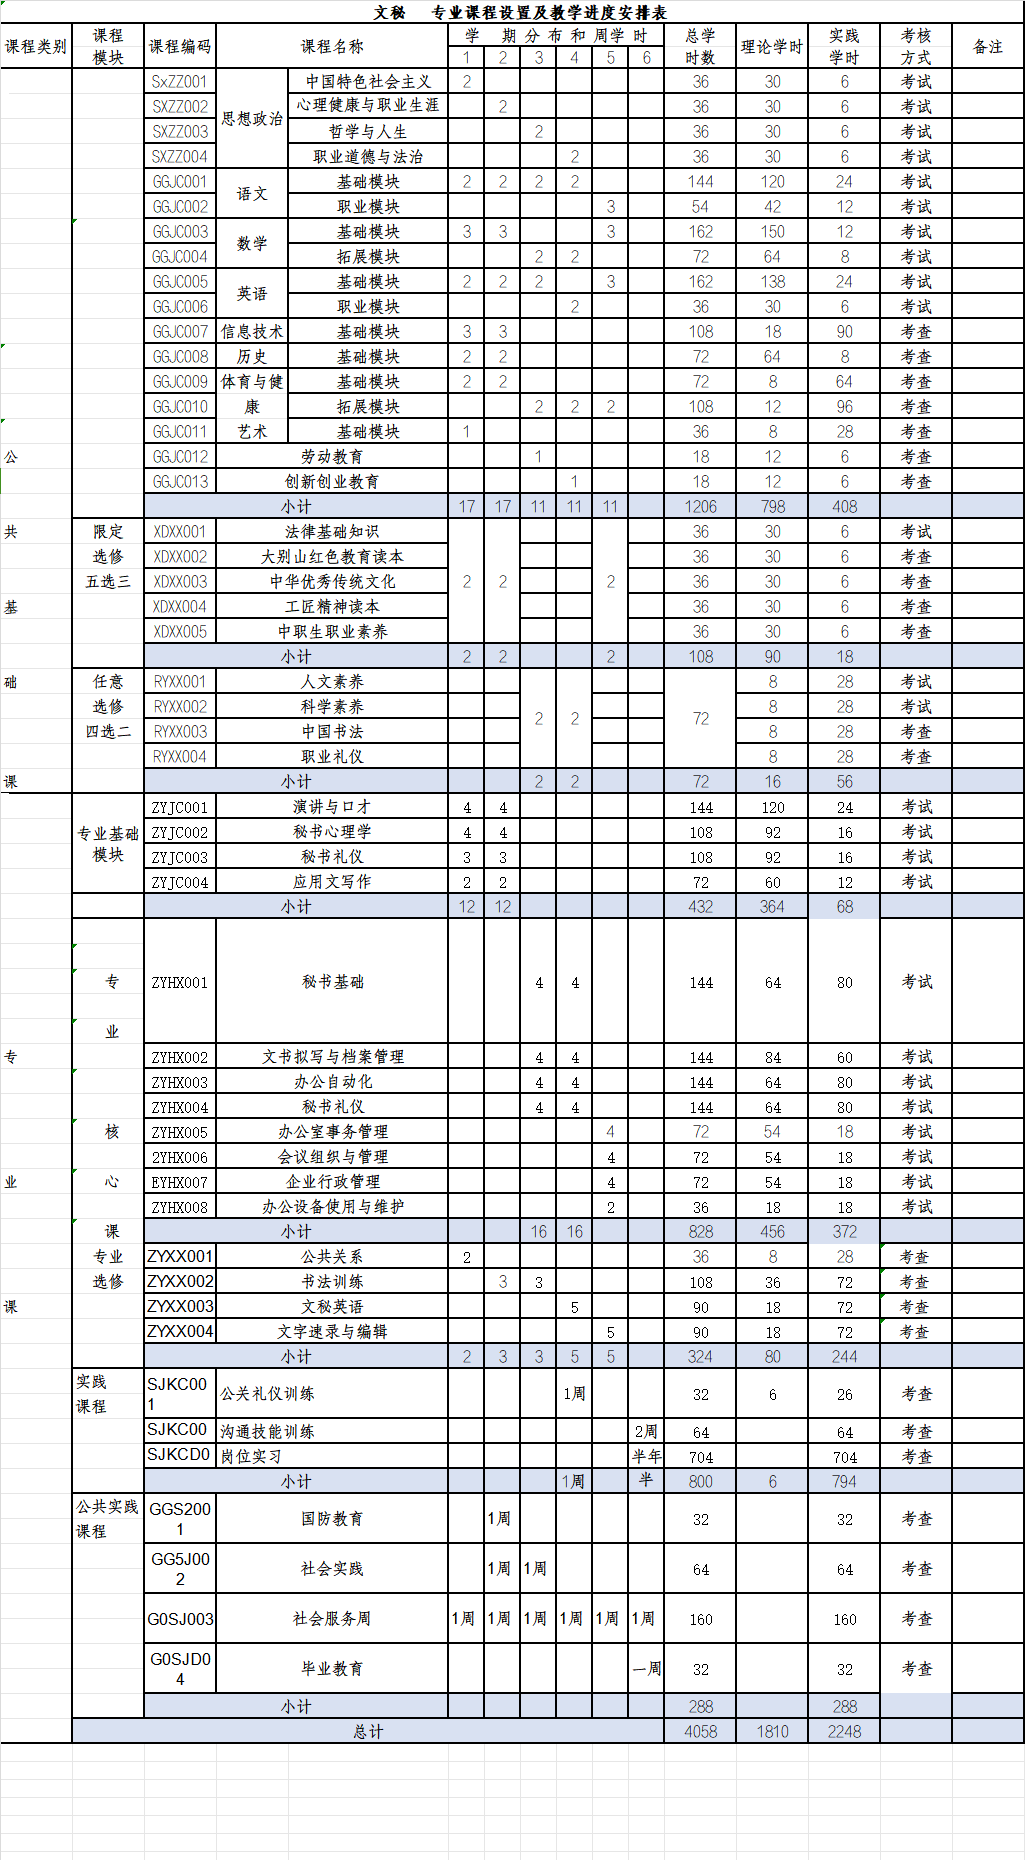 文秘 专业课程设置及教学进度安排表
课程类别 课程模块 课程编码 课程名称 学 期 分 布 和 周 学 时 总学时数 理论学时 实践学时 考核方式 备注
1 2 3 4 5 6
SxZZ001 思想政治 中国特色社会主义 2 36 30 6 考试
SXZZ002 心理健康与职业生涯 2 36 30 6 考试
SXZZ003 哲学与人生 2 36 30 6 考试
SXZZ004 职业道德与法治 2 36 30 6 考试
GGJC001 语文 基础模块 2 2 2 2 144 120 24 考试
GGJC002 职业模块 3 54 42 12 考试
GGJC003 数学 基础模块 3 3 3 162 150 12 考试
GGJC004 拓展模块 2 2 72 64 8 考试
GGJC005 英语 基础模块 2 2 2 3 162 138 24 考试
GGJC006 职业模块 2 36 30 6 考试
GGJC007 信息技术 基础模块 3 3 108 18 90 考查
GGJC008 历史 基础模块 2 2 72 64 8 考查
GGJC009 体育与健康 基础模块 2 2 72 8 64 考查
GGJC010 拓展模块 2 2 2 108 12 96 考查
GGJC011 艺术 基础模块 1 36 8 28 考查
公 GGJC012 劳动教育 1 18 12 6 考查
GGJC013 创新创业教育 1 18 12 6 考查
小计 17 17 11 11 11 1206 798 408
共 限定 XDXX001 法律基础知识 36 30 6 考试
选修 XDXX002 大别山红色教育读本 36 30 6 考查
五选三 XDXX003 中华优秀传统文化 2 2 2 36 30 6 考查
基 XDXX004 工匠精神读本 36 30 6 考查
XDXX005 中职生职业素养 36 30 6 考查
小计 2 2 2 108 90 18
础 任意 RYXX001 人文素养 8 28 考试
选修 RYXX002 科学素养 2 2 72 8 28 考试
四选二 RYXX003 中国书法 8 28 考查
RYXX004 职业礼仪 8 28 考查
课 小计 2 2 72 16 56
专业基础模块 ZYJC001 演讲与口才 4 4 144 120 24 考试
ZYJC002 秘书心理学 4 4 108 92 16 考试
ZYJC003 秘书礼仪 3 3 108 92 16 考试
ZYJC004 应用文写作 2 2 72 60 12 考试
小计 12 12 432 364 68
专 ZYHX001 秘书基础 4 4 144 64 80 考试
业
专 ZYHX002 文书拟写与档案管理 4 4 144 84 60 考试
ZYHX003 办公自动化 4 4 144 64 80 考试
ZYHX004 秘书礼仪 4 4 144 64 80 考试
核 ZYHX005 办公室事务管理 4 72 54 18 考试
2YHX006 会议组织与管理 4 72 54 18 考试
业 心 EYHX007 企业行政管理 4 72 54 18 考试
ZYHX008 办公设备使用与维护 2 36 18 18 考试
课 小计 16 16 828 456 372
专业 ZYXX001 公共关系 2 36 8 28 考查
选修 ZYXX002 书法训练 3 3 108 36 72 考查
课 ZYXX003 文秘英语 5 90 18 72 考查
ZYXX004 文字速录与编辑 5 90 18 72 考查
小计 2 3 3 5 5 324 80 244
实践课程 SJKC001 公关礼仪训练 1周 32 6 26 考查
SJKC00 沟通技能训练 2周 64 64 考查
SJKCD0 岗位实习 半年 704 704 考查
小计 1周 半 800 6 794
公共实践课程 GGS2001 国防教育 1周 32 32 考查
GG5J002 社会实践 1周 1周 64 64 考查
G0SJ003 社会服务周 1周 1周 1周 1周 1周 1周 160 160 考查
G0SJD04 毕业教育 一周 32 32 考查
小计 288 288
总计 4058 1810 2248